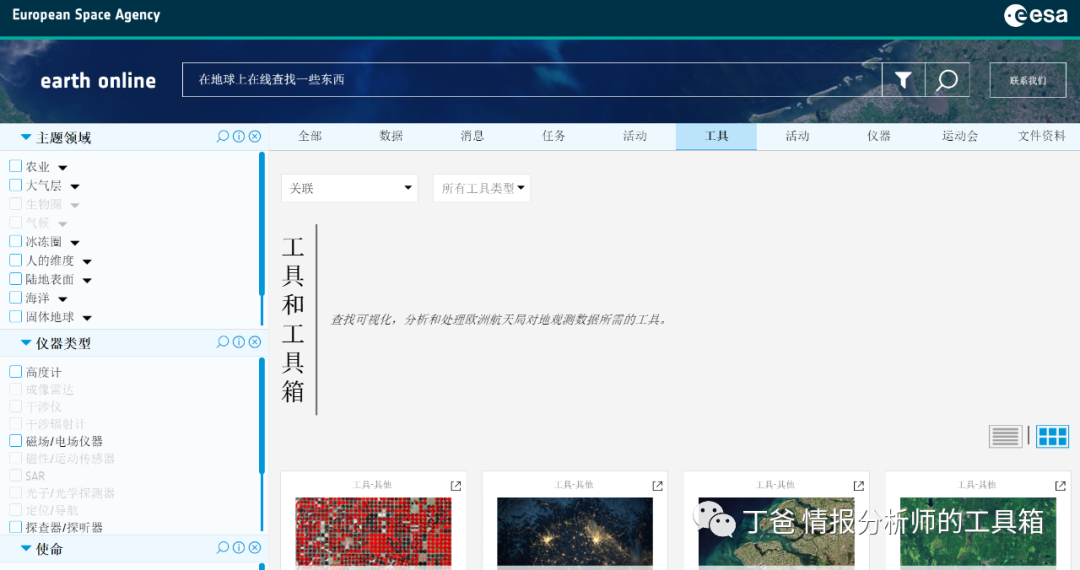 European Space Agency
esa
earth online
在地球上在线查找一些东西
联系我们
主题领域
农业
大气层
生物圈
气候
冰冻圈
人的维度
陆地表面
海洋
固体地球
仪器类型
高度计
成像雷达
干涉仪
干涉辐射计
磁场/电场仪器
磁性/运动传感器
SAR
光子/光学探测器
定位/导航
探查器/探听器
使命
全部
数据
消息
任务
活动
工具
活动
仪器
运动会
文件资料
关联
所有工具类型
工具和工具箱
查找可视化，分析和处理欧洲航天局对地观测数据所需的工具。
工具-其他
工具-其他
工具-其他
工具-其他
丁爸 情报分析师的工具箱